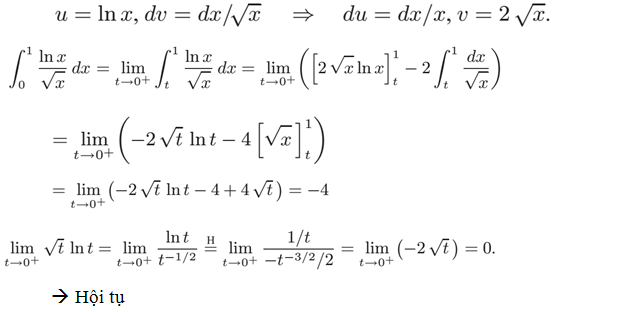 u = ln x, dv = dx/√x ⇒ du = dx/x, v = 2√x.
∫₀¹ (ln x)/√x dx = lim_{t→0⁺} ∫ₜ¹ (ln x)/√x dx = lim_{t→0⁺} ([2√x ln x]ₜ¹ − 2∫ₜ¹ dx/√x)
= lim_{t→0⁺} (−2√t ln t − 4[√x]ₜ¹)
= lim_{t→0⁺} (−2√t ln t − 4 + 4√t) = −4
lim_{t→0⁺} √t ln t = lim_{t→0⁺} (ln t)/(t^{−1/2}) =ᴴ lim_{t→0⁺} (1/t)/(−t^{−3/2}/2) = lim_{t→0⁺} (−2√t) = 0.
→ Hội tụ